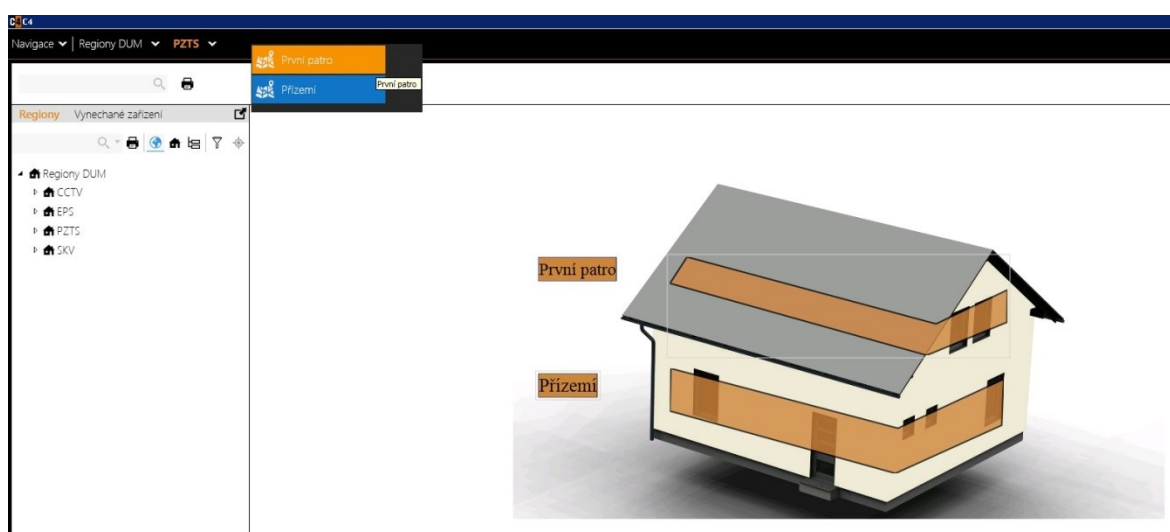 C4 C4
Navigace Regiony DUM PZTS
První patro
Přízemí
První patro
Regiony Vynechané zařízení
Regiony DUM
CCTV
EPS
PZTS
SKV
První patro
Přízemí